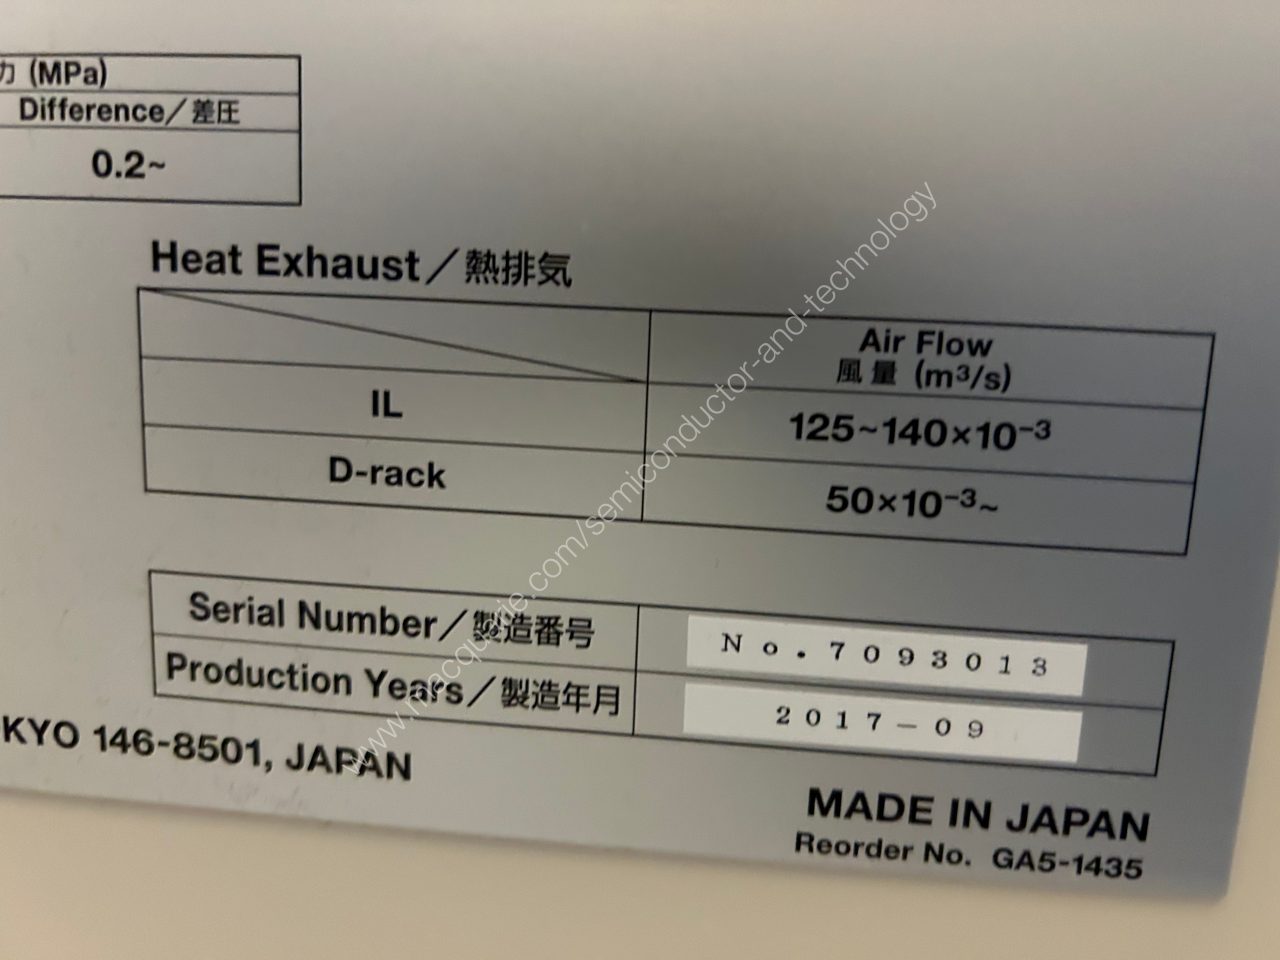 力 (MPa)
Difference／差圧
0.2~
Heat Exhaust／熱排気
Air Flow
風量 (m³/s)
IL
125~140×10⁻³
D-rack
50×10⁻³~
Serial Number／製造番号
No.7093013
Production Years／製造年月
2017-09
KYO 146-8501, JAPAN
MADE IN JAPAN
Reorder No. GA5-1435
www.macquarie.com/semiconductor-and-technology